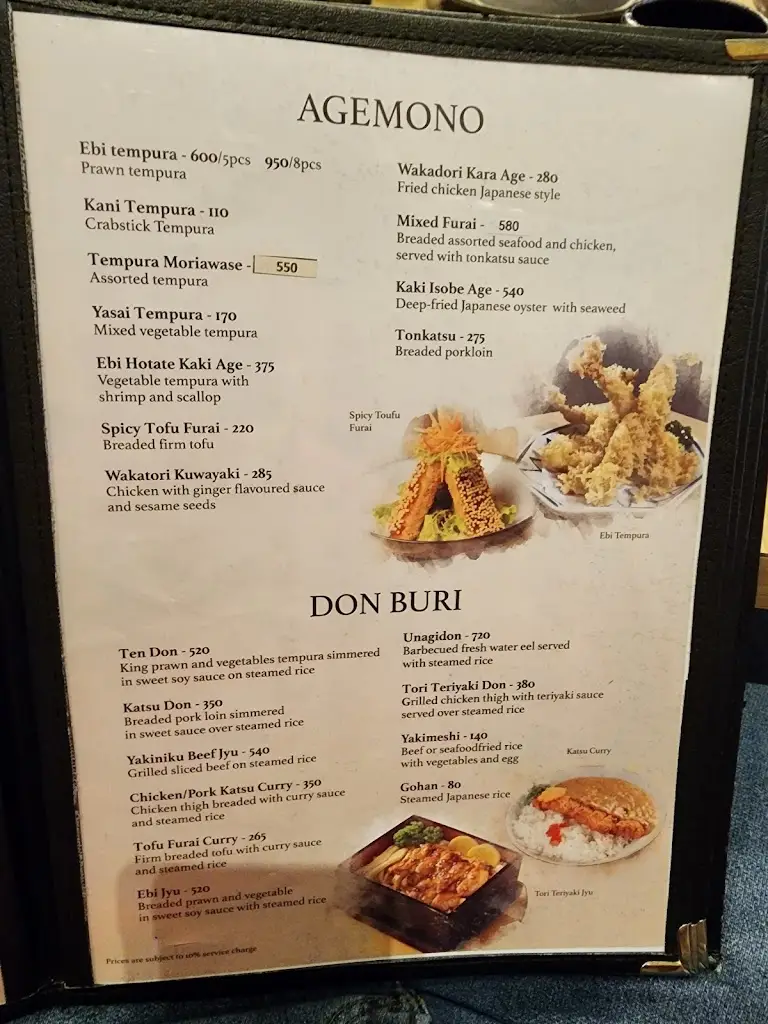 AGEMONO
Ebi tempura - 600/5pcs 950/8pcs
Prawn tempura
Kani Tempura - 110
Crabstick Tempura
Tempura Moriawase - 550
Assorted tempura
Yasai Tempura - 170
Mixed vegetable tempura
Ebi Hotate Kaki Age - 375
Vegetable tempura with
shrimp and scallop
Spicy Tofu Furai - 220
Breaded firm tofu
Wakatori Kuwayaki - 285
Chicken with ginger flavoured sauce
and sesame seeds
Wakadori Kara Age - 280
Fried chicken Japanese style
Mixed Furai - 580
Breaded assorted seafood and chicken,
served with tonkatsu sauce
Kaki Isobe Age - 540
Deep-fried Japanese oyster with seaweed
Tonkatsu - 275
Breaded porkloin
Spicy Toufu
Furai
Ebi Tempura
DON BURI
Ten Don - 520
King prawn and vegetables tempura simmered
in sweet soy sauce on steamed rice
Katsu Don - 350
Breaded pork loin simmered
in sweet sauce over steamed rice
Yakiniku Beef Jyu - 540
Grilled sliced beef on steamed rice
Chicken/Pork Katsu Curry - 350
Chicken thigh breaded with curry sauce
and steamed rice
Tofu Furai Curry - 265
Firm breaded tofu with curry sauce
and steamed rice
Ebi Jyu - 520
Breaded prawn and vegetable
in sweet soy sauce with steamed rice
Unagidon - 720
Barbecued fresh water eel served
with steamed rice
Tori Teriyaki Don - 380
Grilled chicken thigh with teriyaki sauce
served over steamed rice
Yakimeshi - 140
Beef or seafoodfried rice
with vegetables and egg
Gohan - 80
Steamed Japanese rice
Katsu Curry
Tori Teriyaki Jyu
Prices are subject to 10% service charge